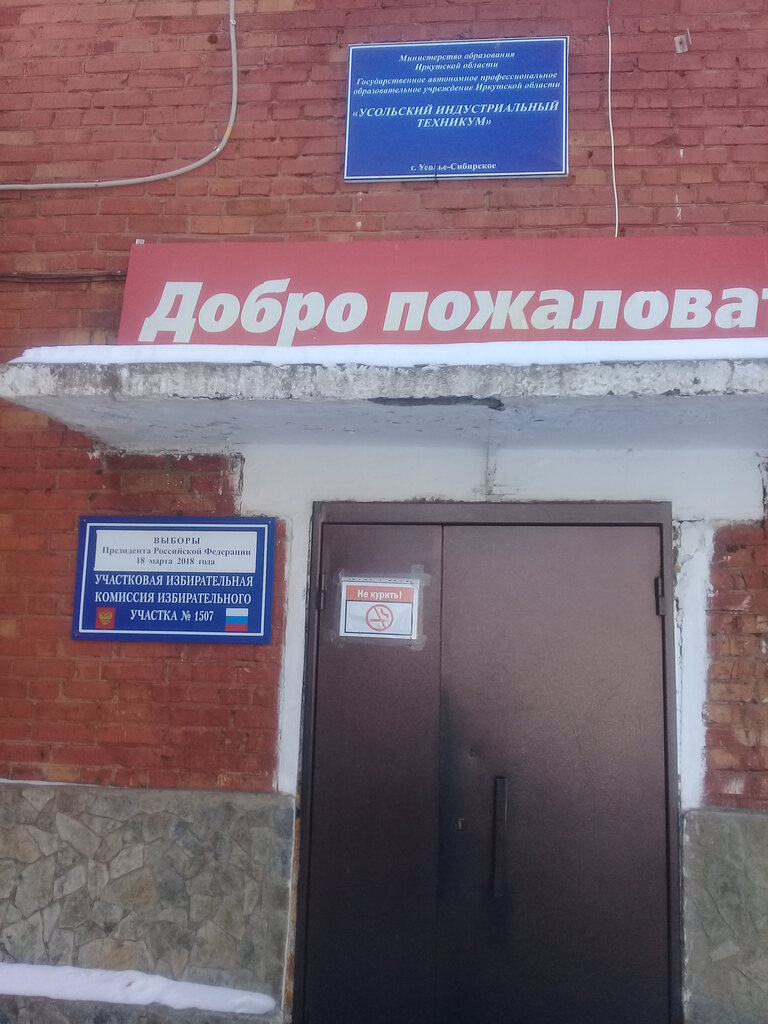 Министерство образования
Иркутской области
Государственное автономное профессиональное
образовательное учреждение Иркутской области
«УСОЛЬСКИЙ ИНДУСТРИАЛЬНЫЙ
ТЕХНИКУМ»
г. Усолье-Сибирское
Добро пожаловат
ВЫБОРЫ
Президента Российской Федерации
18 марта 2018 года
УЧАСТКОВАЯ ИЗБИРАТЕЛЬНАЯ
КОМИССИЯ ИЗБИРАТЕЛЬНОГО
УЧАСТКА № 1507
Не курить!